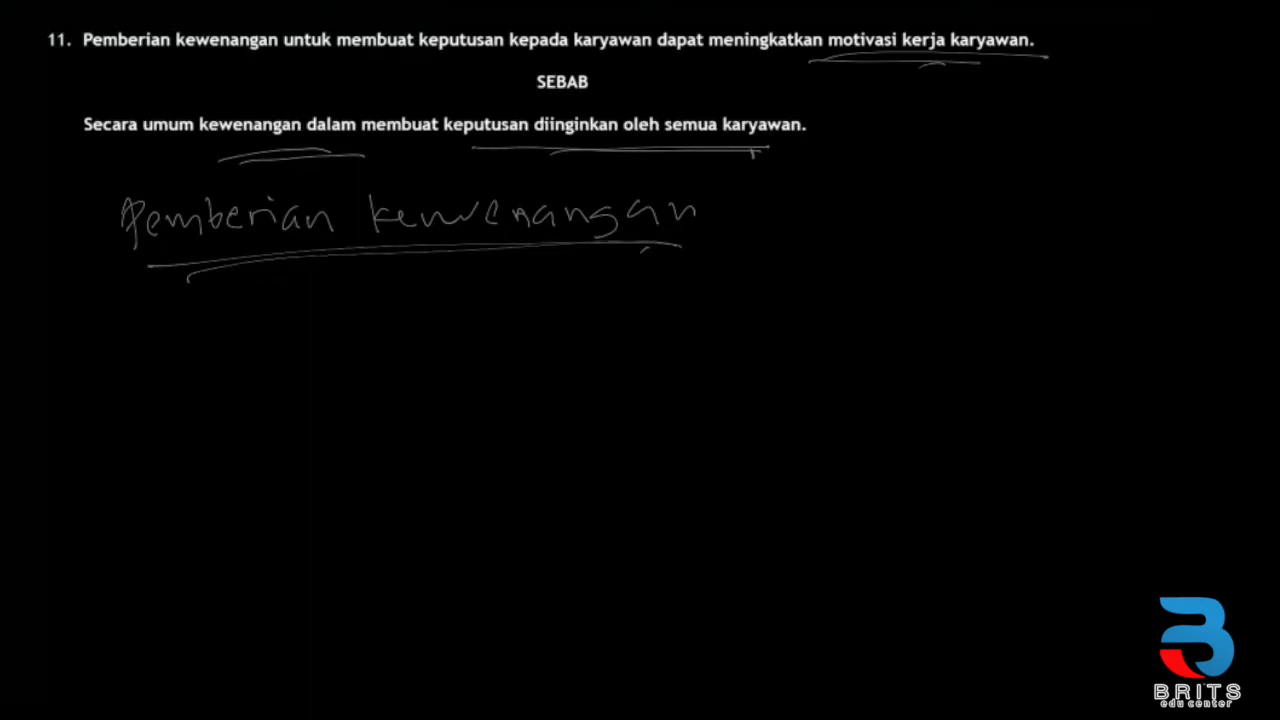 11. Pemberian kewenangan untuk membuat keputusan kepada karyawan dapat meningkatkan motivasi kerja karyawan.
SEBAB
Secara umum kewenangan dalam membuat keputusan diinginkan oleh semua karyawan.
Pemberian kewenangan
BRITS
edu center